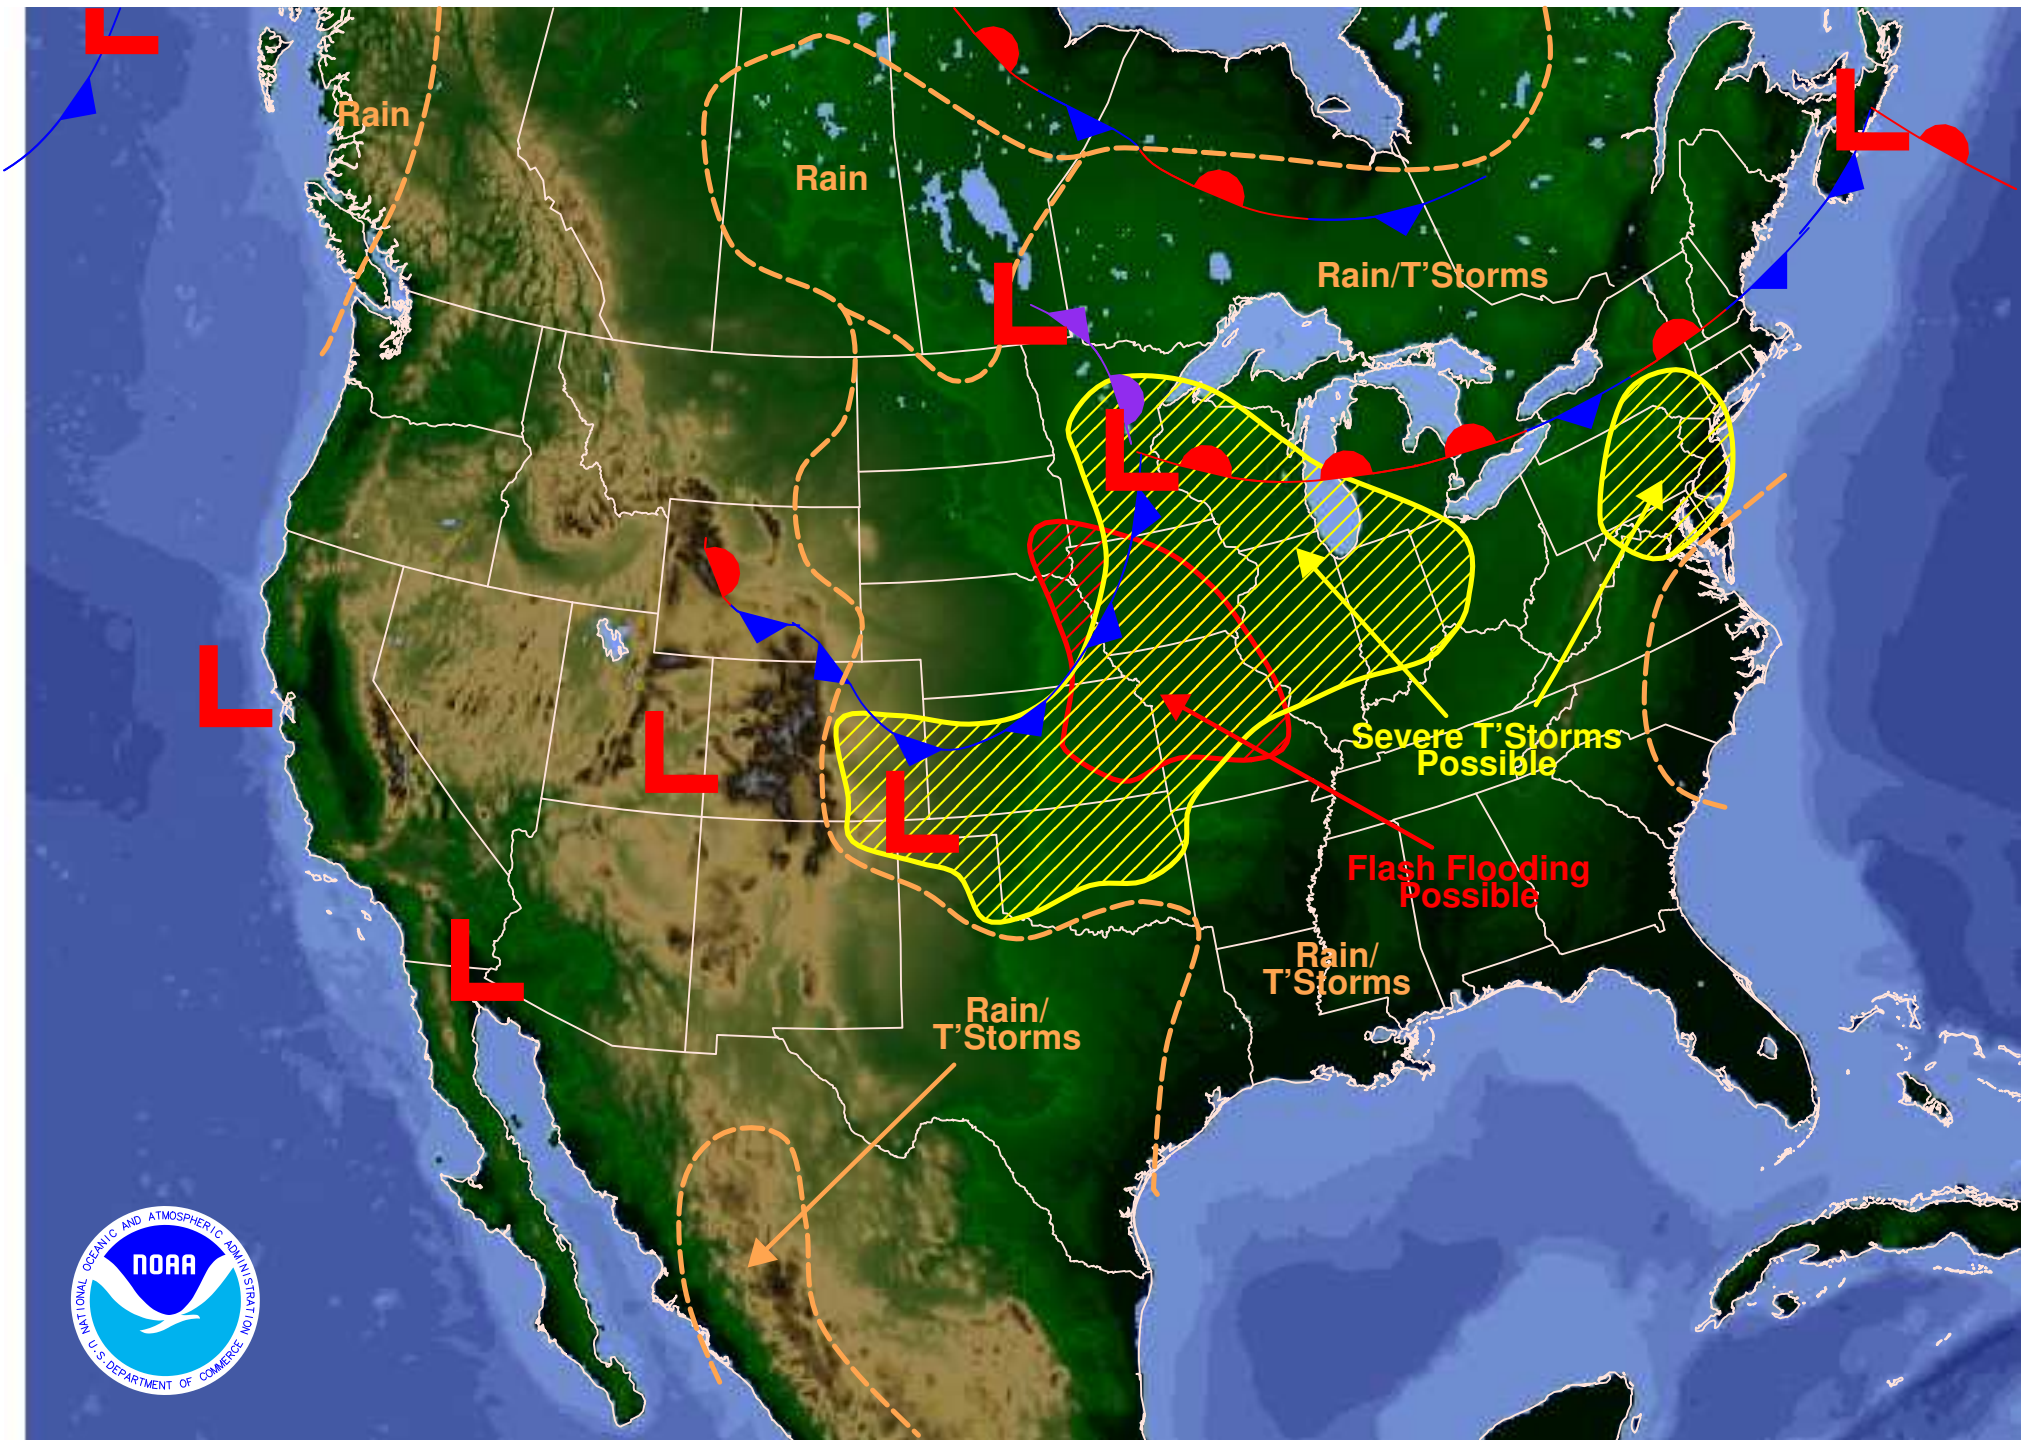 L
L
Rain
Rain
L
Rain/T'Storms
L
L
L
Severe T'Storms
Possible
L
L
Flash Flooding
Possible
L
Rain/
T'Storms
Rain/
T'Storms
NATIONAL OCEANIC AND ATMOSPHERIC ADMINISTRATION
NOAA
U.S. DEPARTMENT OF COMMERCE